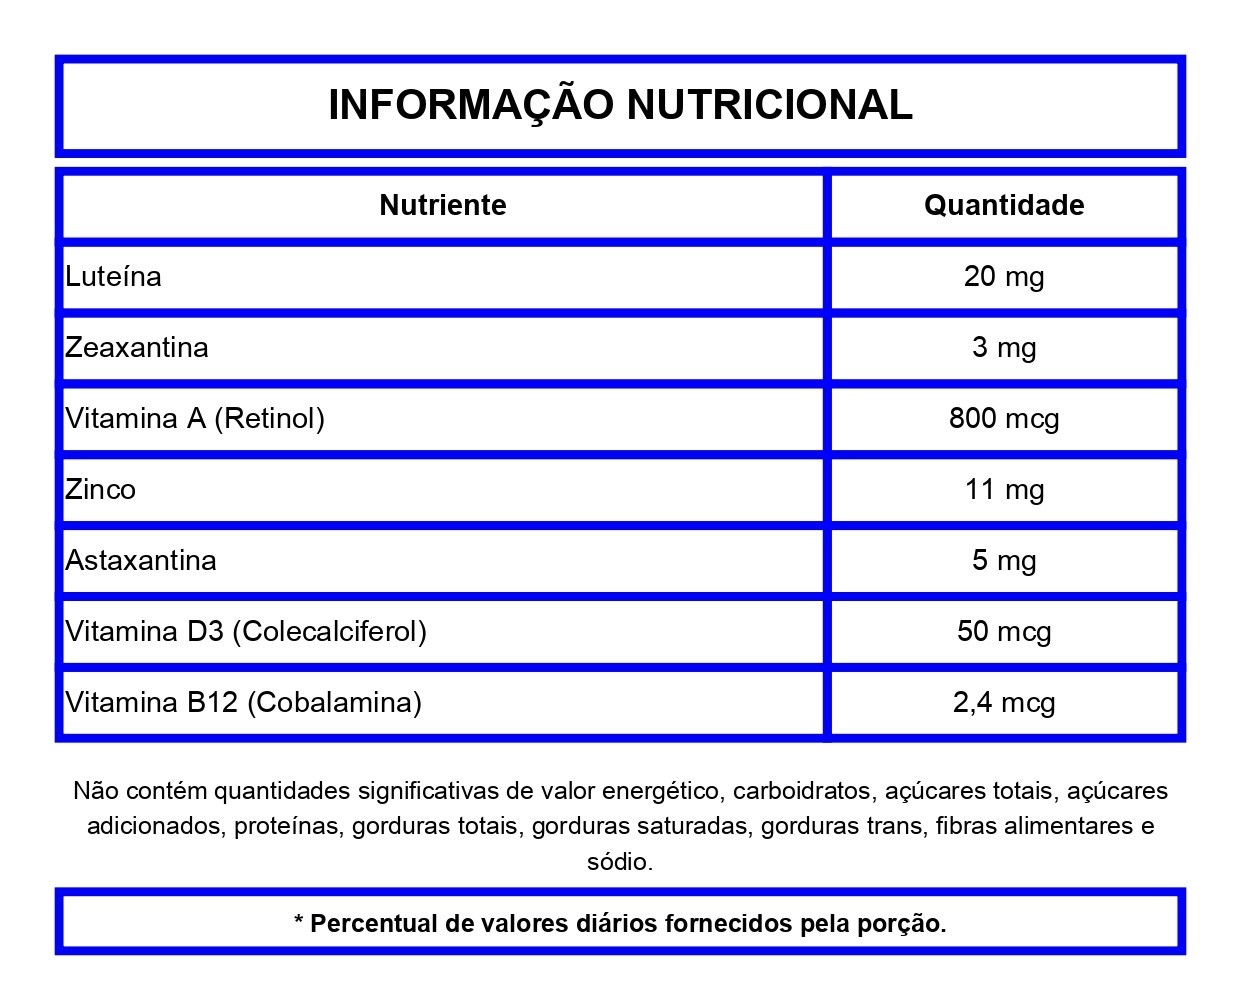 INFORMAÇÃO NUTRICIONAL
Nutriente Quantidade
Luteína 20 mg
Zeaxantina 3 mg
Vitamina A (Retinol) 800 mcg
Zinco 11 mg
Astaxantina 5 mg
Vitamina D3 (Colecalciferol) 50 mcg
Vitamina B12 (Cobalamina) 2,4 mcg
Não contém quantidades significativas de valor energético, carboidratos, açúcares totais, açúcares
adicionados, proteínas, gorduras totais, gorduras saturadas, gorduras trans, fibras alimentares e
sódio.
* Percentual de valores diários fornecidos pela porção.